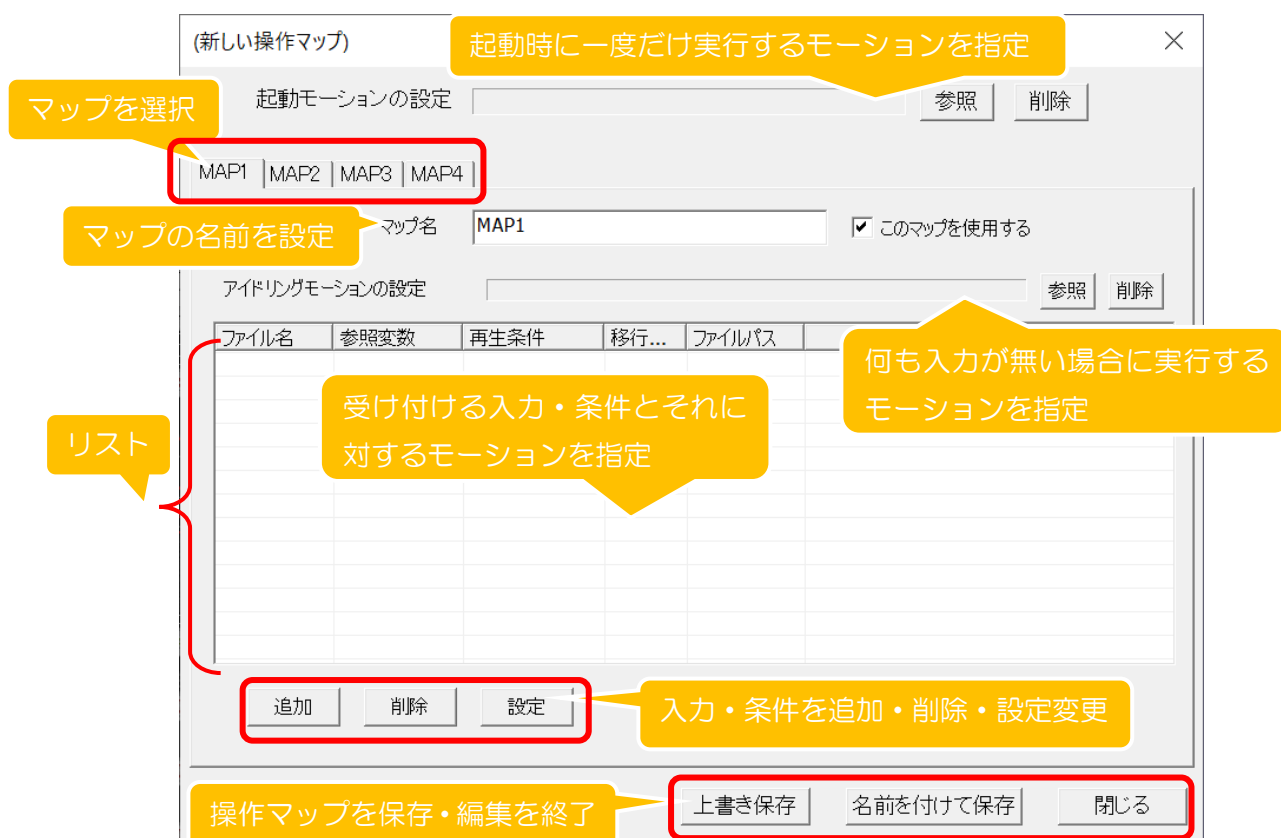 (新しい操作マップ)
起動時に一度だけ実行するモーションを指定
マップを選択
起動モーションの設定
参照
削除
MAP1
MAP2
MAP3
MAP4
マップの名前を設定
マップ名
MAP1
このマップを使用する
アイドリングモーションの設定
参照
削除
ファイル名
参照変数
再生条件
移行...
ファイルパス
何も入力が無い場合に実行する
モーションを指定
受け付ける入力・条件とそれに
対するモーションを指定
リスト
追加
削除
設定
入力・条件を追加・削除・設定変更
操作マップを保存・編集を終了
上書き保存
名前を付けて保存
閉じる